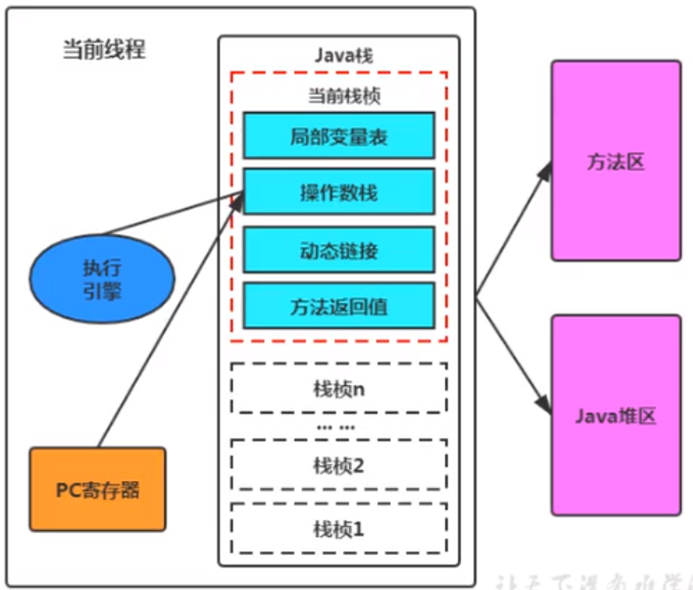 当前线程
Java栈
当前栈桢
局部变量表
操作数栈
动态链接
方法返回值
栈桢n
... ...
栈桢2
栈桢1
执行
引擎
PC寄存器
方法区
Java堆区